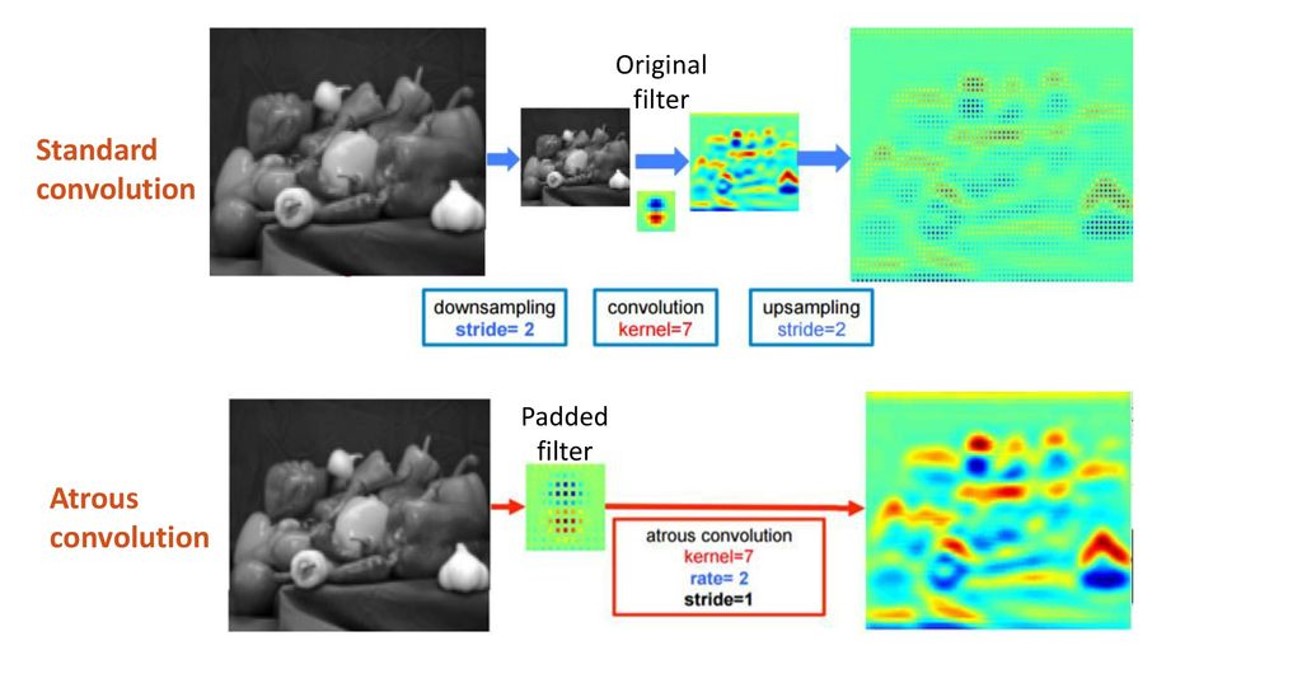 Standard
convolution
Original
filter
downsampling
stride= 2
convolution
kernel=7
upsampling
stride=2
Atrous
convolution
Padded
filter
atrous convolution
kernel=7
rate= 2
stride=1